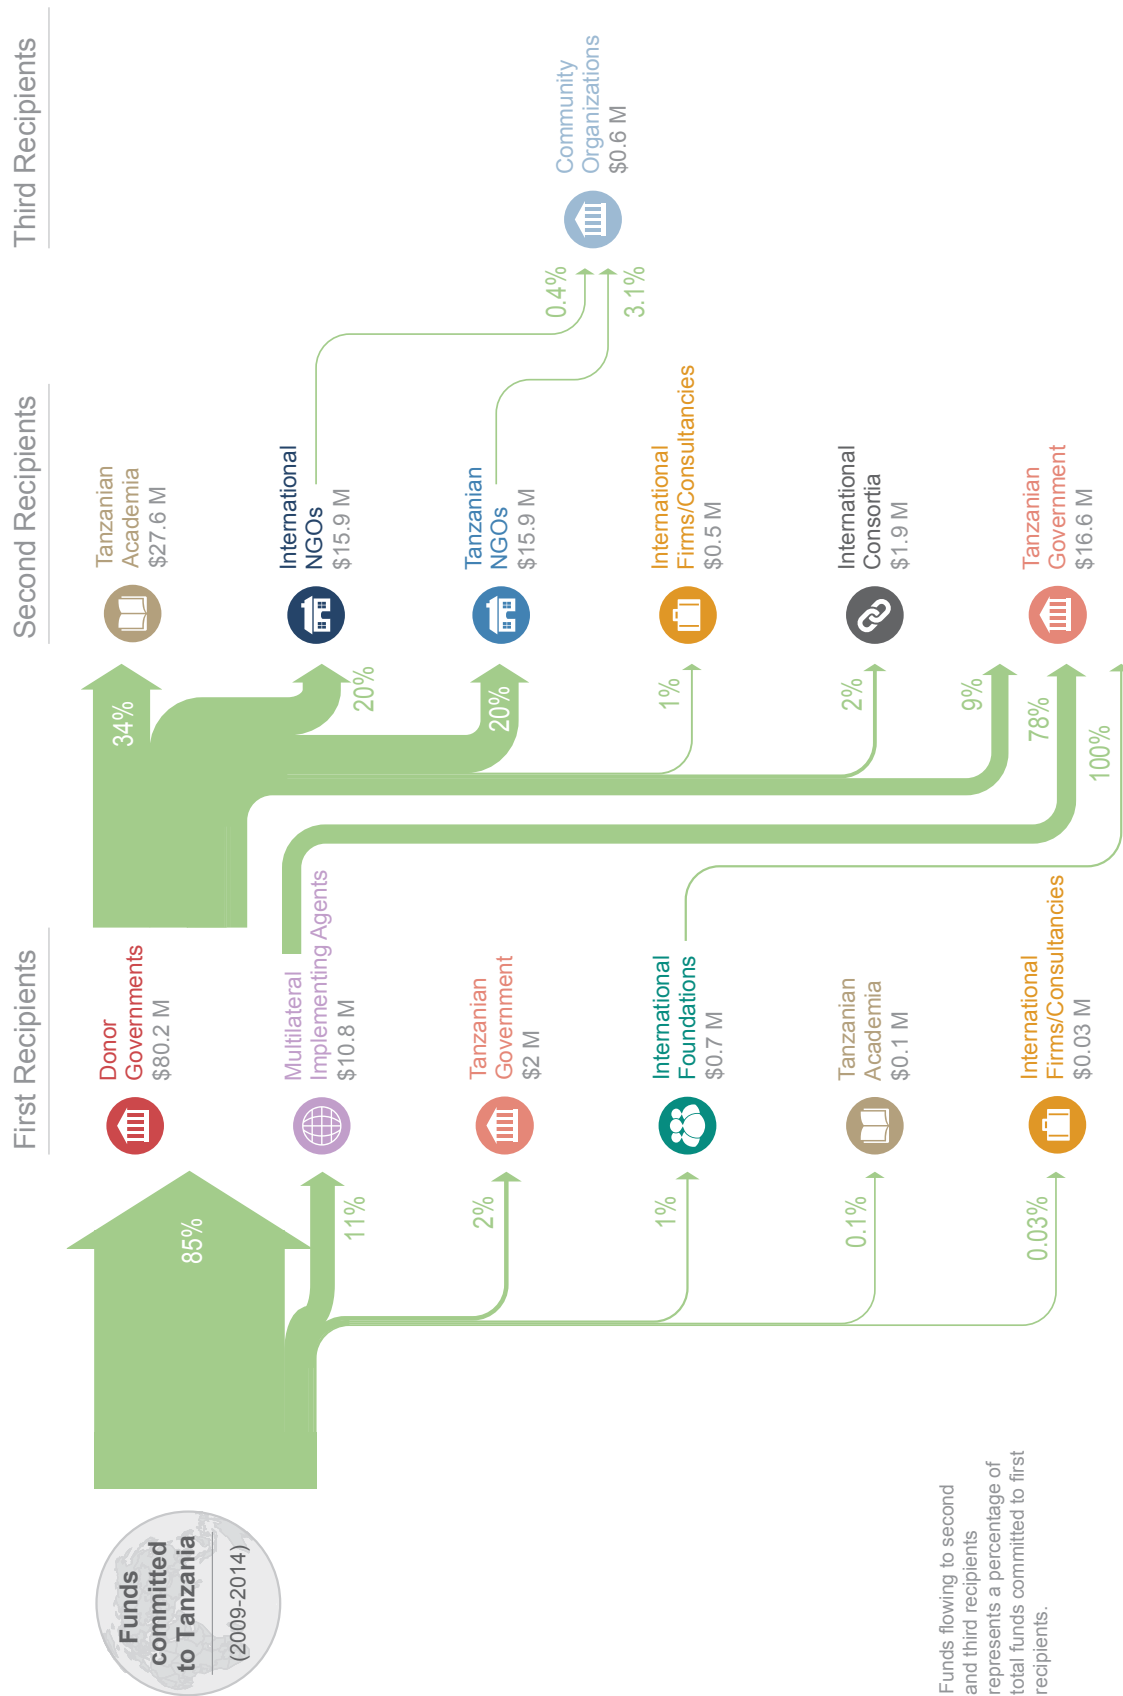 First Recipients
Second Recipients
Third Recipients
Funds
committed
to Tanzania
(2009-2014)
85%
11%
2%
1%
0.1%
0.03%
Donor
Governments
$80.2 M
Multilateral
Implementing Agents
$10.8 M
Tanzanian
Government
$2 M
International
Foundations
$0.7 M
Tanzanian
Academia
$0.1 M
International
Firms/Consultancies
$0.03 M
34%
20%
20%
1%
2%
9%
78%
100%
Tanzanian
Academia
$27.6 M
International
NGOs
$15.9 M
Tanzanian
NGOs
$15.9 M
International
Firms/Consultancies
$0.5 M
International
Consortia
$1.9 M
Tanzanian
Government
$16.6 M
0.4%
3.1%
Community
Organizations
$0.6 M
Funds flowing to second
and third recipients
represents a percentage of
total funds committed to first
recipients.